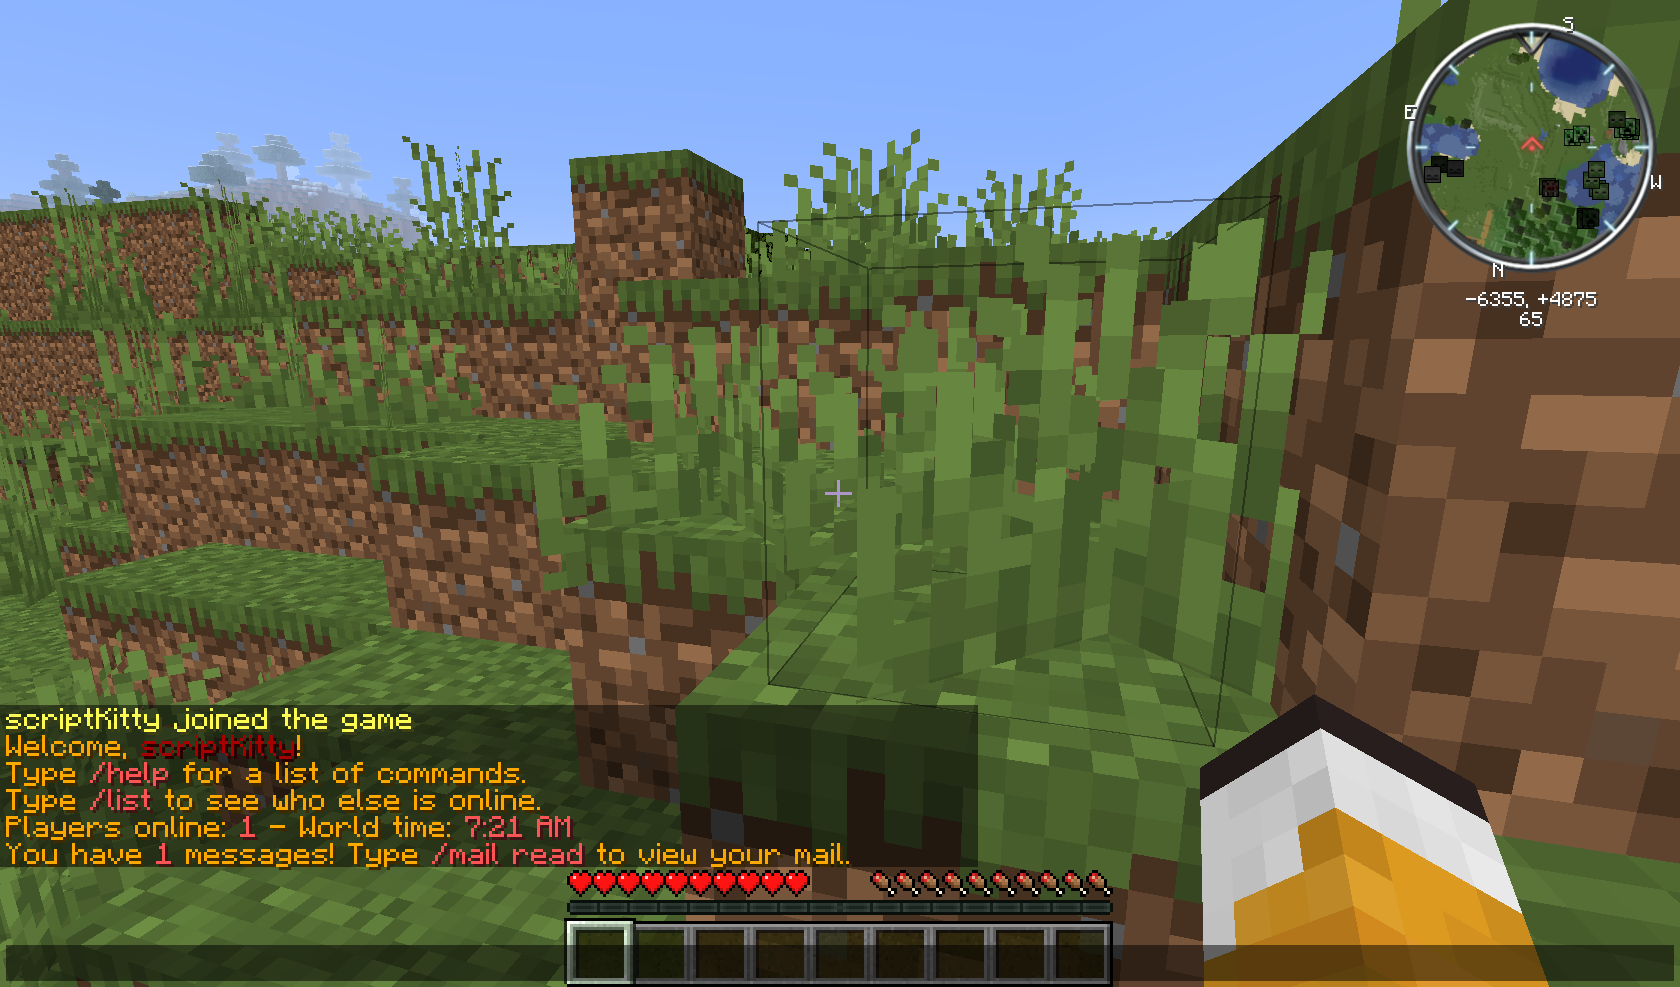 S
E
W
N
-6355, +4875
65
scriptKitty joined the game
Welcome, scriptKitty!
Type /help for a list of commands.
Type /list to see who else is online.
Players online: 1 - World time: 7:21 AM
You have 1 messages! Type /mail read to view your mail.